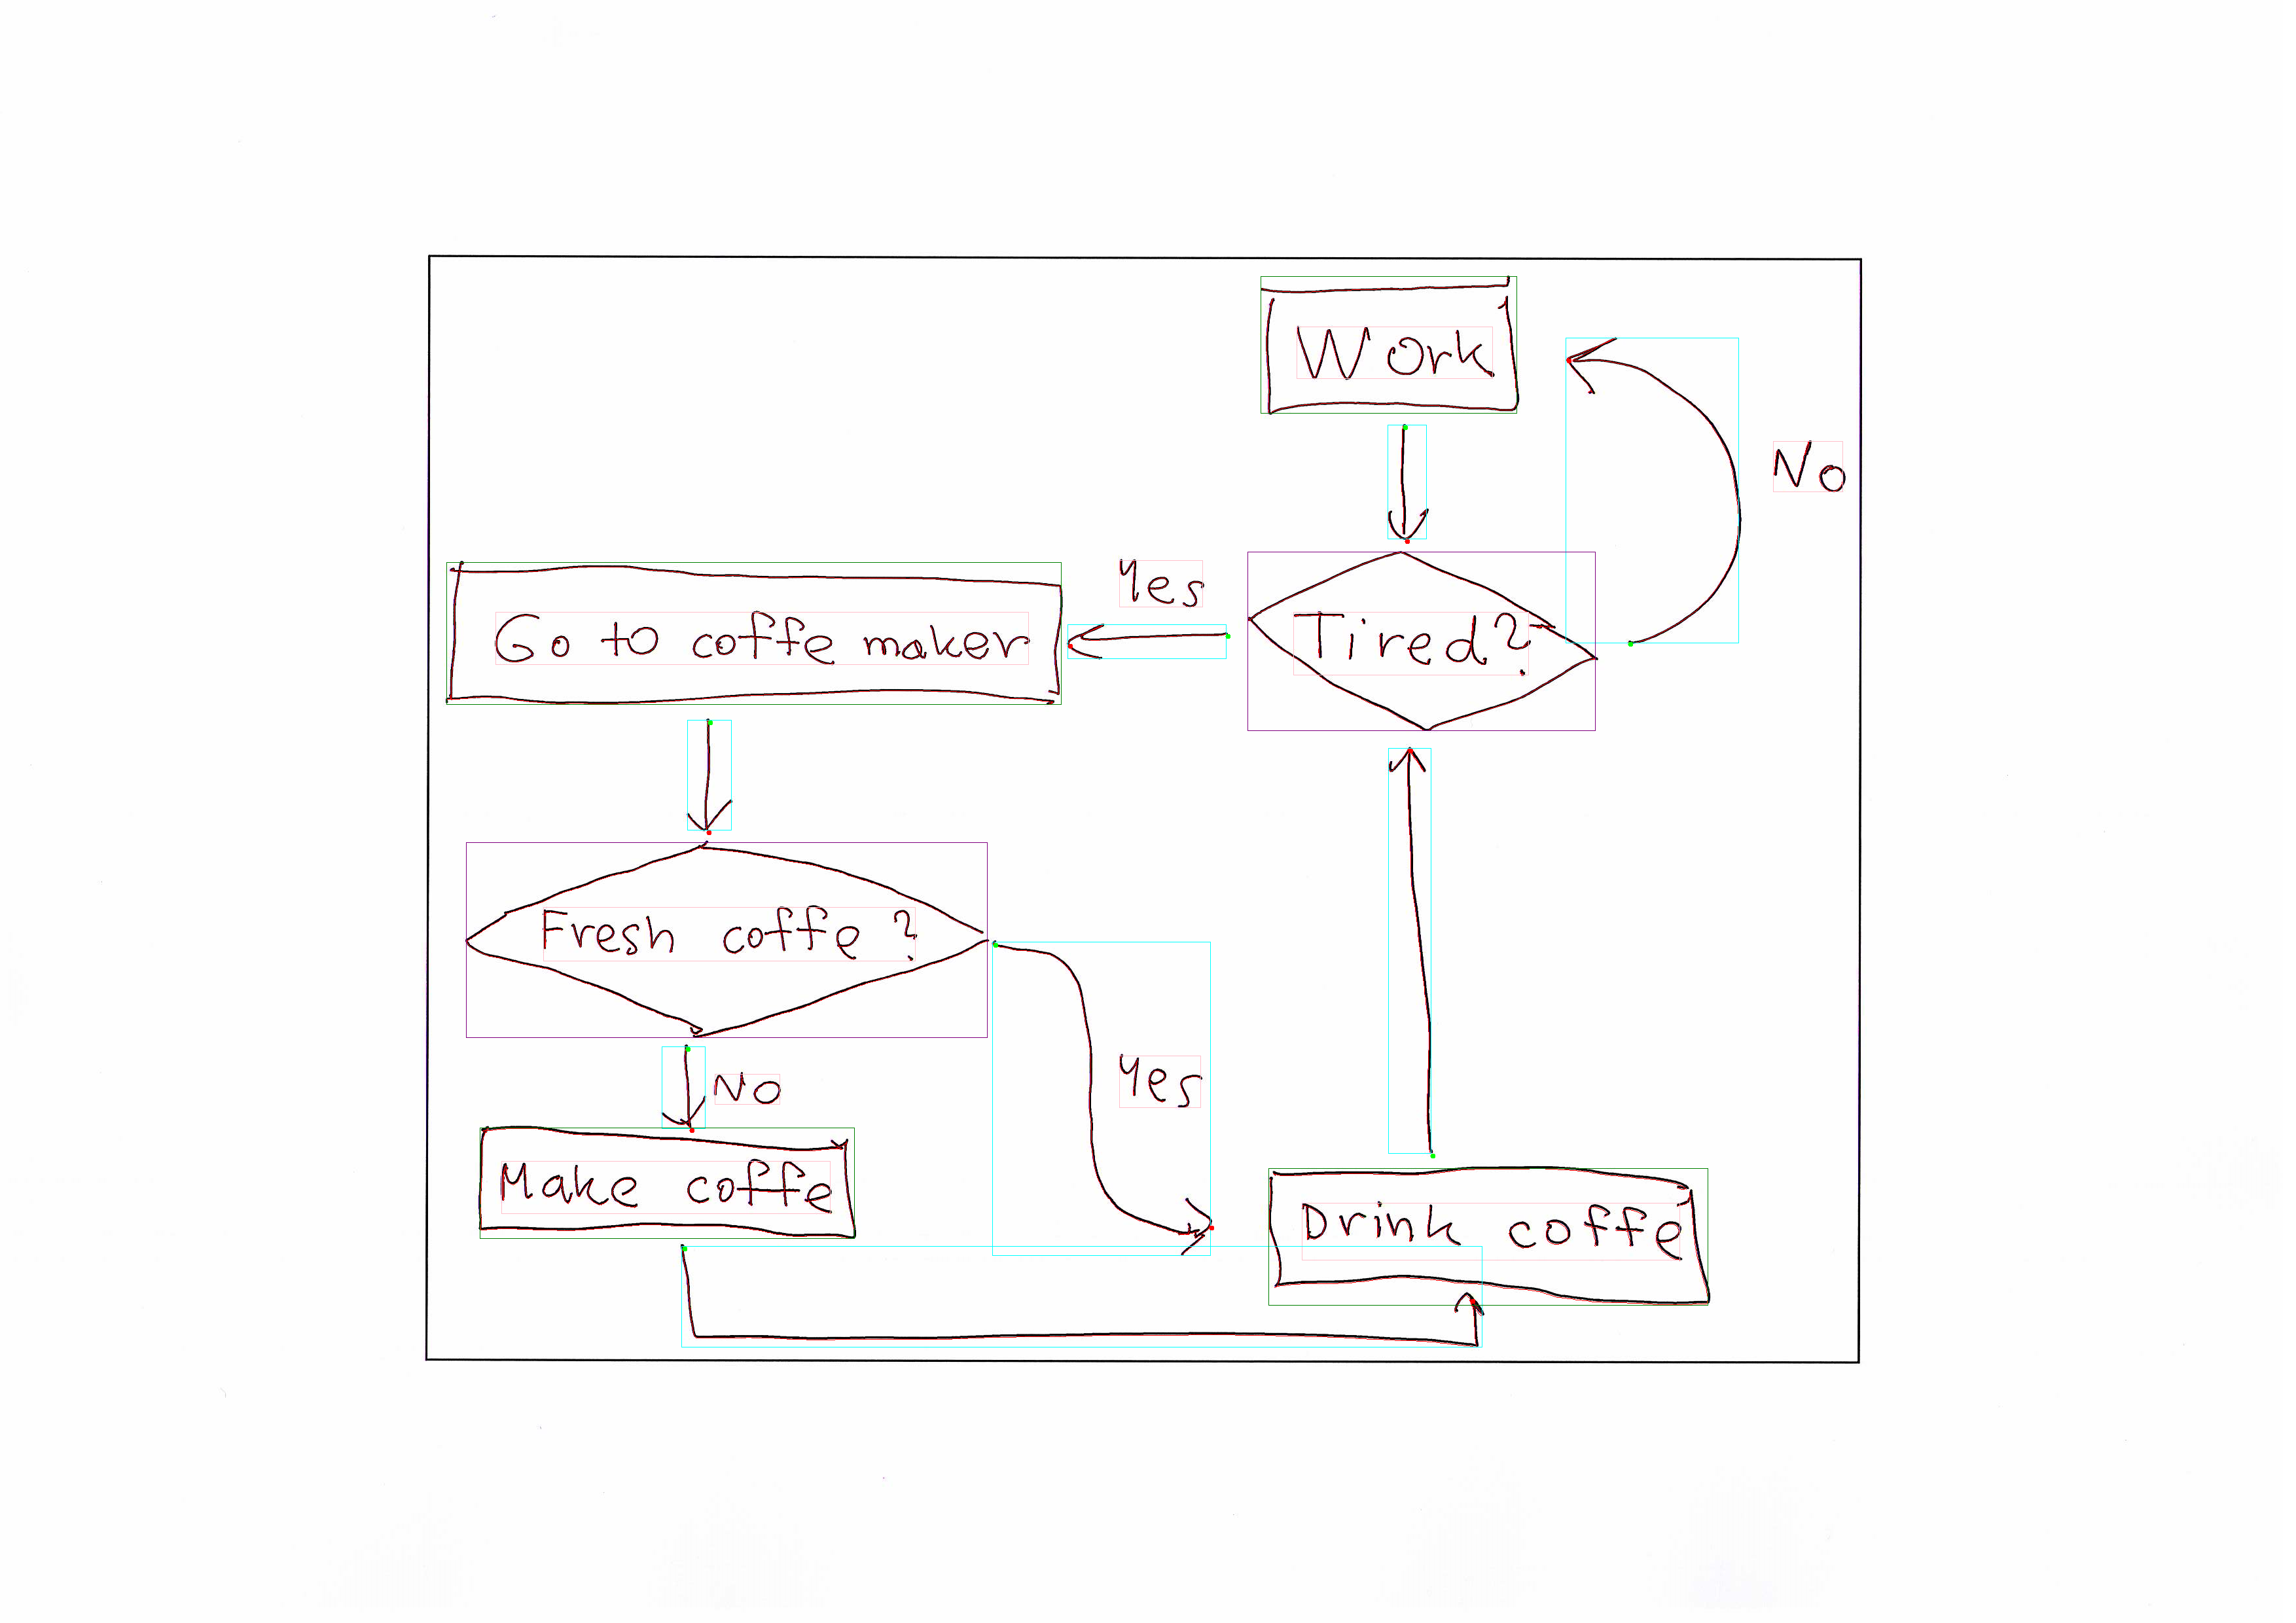 Work
No
Yes
Tired?
Go to coffe maker
Fresh coffe ?
No
Yes
Make coffe
Drink coffe